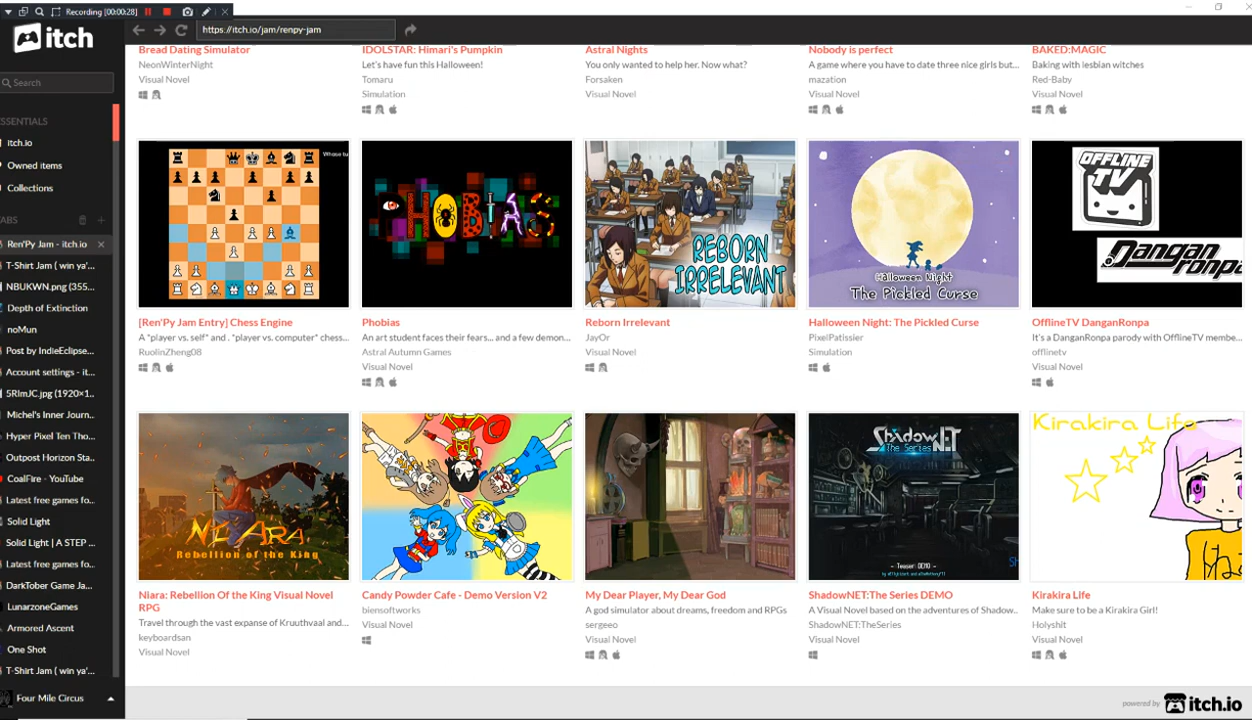 Recording [00:00:28]
itch
https://itch.io/jam/renpy-jam
Search
ESSENTIALS
itch.io
Owned items
Collections
TABS
Ren'Py Jam - itch.io
T-Shirt Jam ( win ya'...
NBUKWN.png (355...
Depth of Extinction
noMun
Post by IndieEclipse...
Account settings - it...
5RImJC.jpg (1920×1...
Michel's Inner Journ...
Hyper Pixel Ten Tho...
Outpost Horizon Sta...
CoalFire - YouTube
Latest free games fo...
Solid Light
Solid Light | A STEP ...
Latest free games fo...
DarkTober Game Ja...
LunarzoneGames
Armored Ascent
One Shot
T-Shirt Jam ( win ya'...
Four Mile Circus
Bread Dating Simulator
NeonWinterNight
Visual Novel
IDOLSTAR: Himari's Pumpkin
Let's have fun this Halloween!
Tomaru
Simulation
Astral Nights
You only wanted to help her. Now what?
Forsaken
Visual Novel
Nobody is perfect
A game where you have to date three nice girls but...
mazation
Visual Novel
BAKED:MAGIC
Baking with lesbian witches
Red-Baby
Visual Novel
Whose tu
[Ren'Py Jam Entry] Chess Engine
A "player vs. self" and . "player vs. computer" chess...
RuolinZheng08
PHOBIAS
Phobias
An art student faces their fears... and a few demon...
Astral Autumn Games
Visual Novel
REBORN
IRRELEVANT
Reborn Irrelevant
JayOr
Visual Novel
Halloween Night
The Pickled Curse
Halloween Night: The Pickled Curse
PixelPatissier
Simulation
OFFLINE
TV
Dangan
ronpa
OfflineTV DanganRonpa
It's a DanganRonpa parody with OfflineTV membe...
offlinetv
Visual Novel
NIARA
Rebellion of the King
Niara: Rebellion Of the King Visual Novel
RPG
Travel through the vast expanse of Kruuthvaal and...
keyboardsan
Visual Novel
Candy Powder Cafe - Demo Version V2
biensoftworks
Visual Novel
My Dear Player, My Dear God
A god simulator about dreams, freedom and RPGs
sergeeo
Visual Novel
ShadowNET
The Series
- Teaser DEMO -
ShadowNET:The Series DEMO
A Visual Novel based on the adventures of Shadow...
ShadowNET:TheSeries
Visual Novel
Kirakira Life
Kirakira Life
Make sure to be a Kirakira Girl!
Holyshit
Visual Novel
powered by itch.io